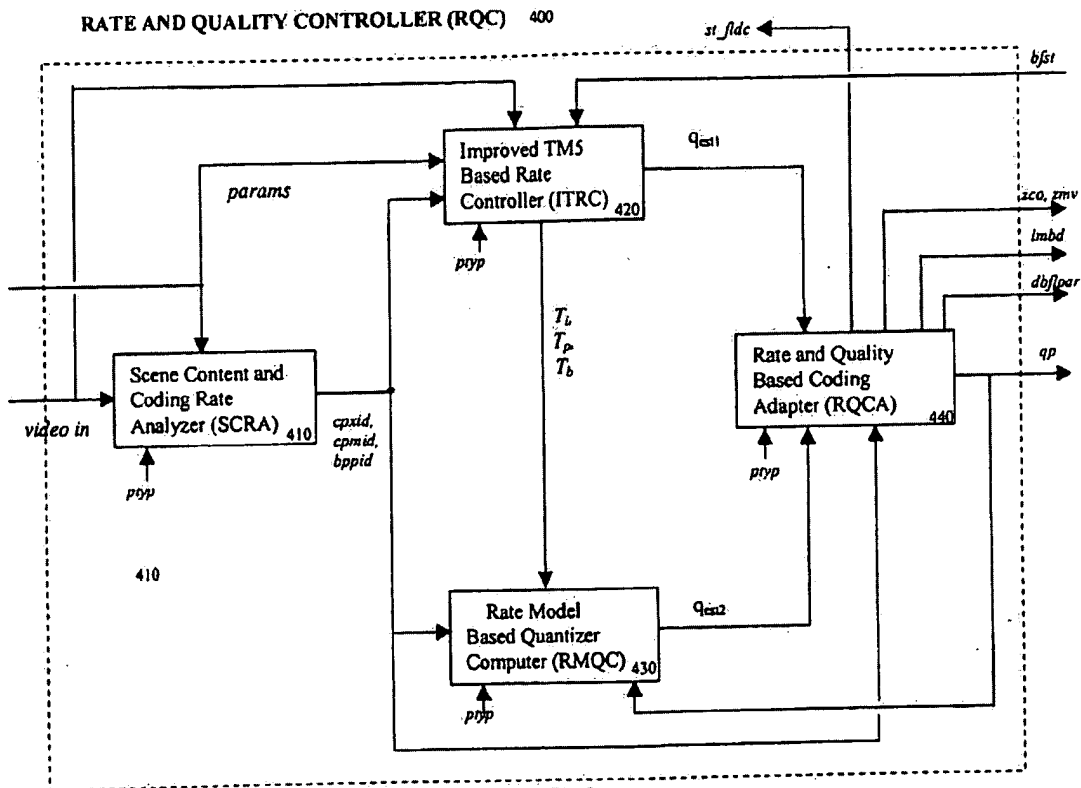 RATE AND QUALITY CONTROLLER (RQC) 400
st_fldc
bfst
Improved TM5
Based Rate
Controller (ITRC)
420
q_est1
params
zco, zmv
ptyp
lmbd
dbflpar
T_i,
T_p,
T_b
Scene Content and
Coding Rate
Analyzer (SCRA)
410
Rate and Quality
Based Coding
Adapter (RQCA)
440
qp
video in
cpxid,
cpmid,
bppid
ptyp
ptyp
410
Rate Model
Based Quantizer
Computer (RMQC)
430
q_est2
ptyp